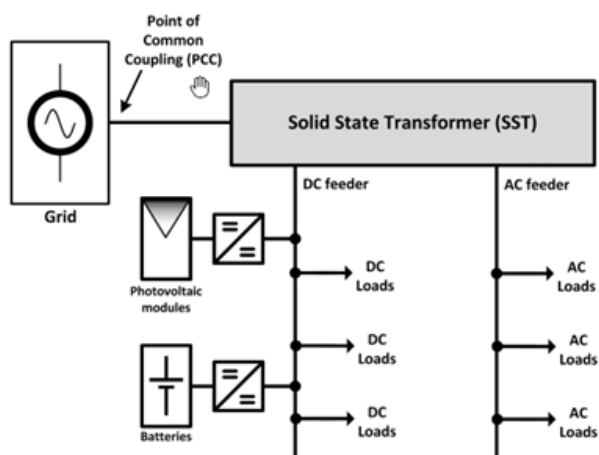 Point of
Common
Coupling (PCC)
Solid State Transformer (SST)
Grid
DC feeder
AC feeder
Photovoltaic
modules
DC
Loads
AC
Loads
DC
Loads
AC
Loads
Batteries
DC
Loads
AC
Loads